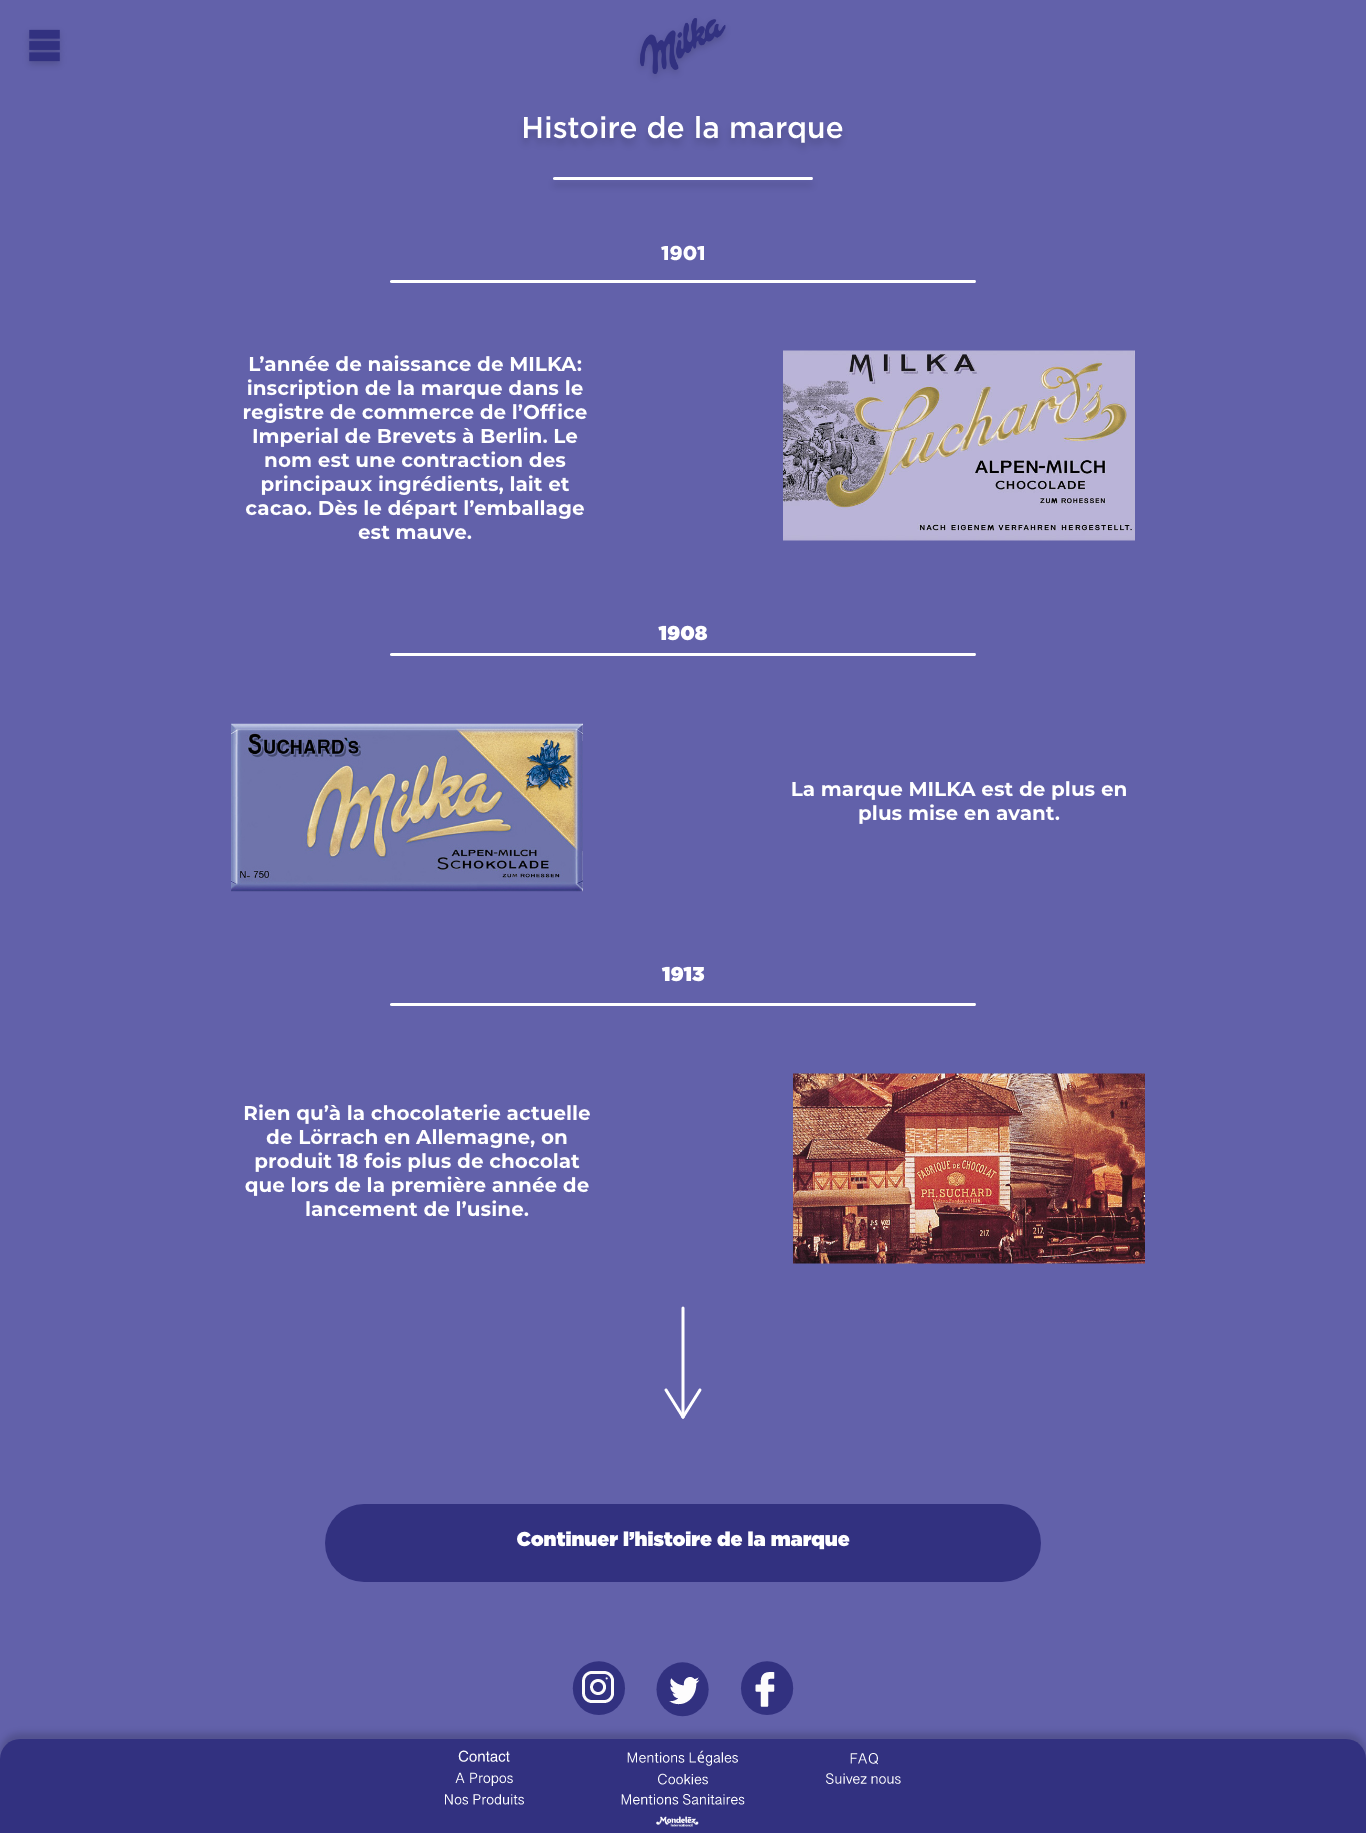 Milka
Histoire de la marque
1901
L’année de naissance de MILKA:
inscription de la marque dans le
registre de commerce de l’Office
Imperial de Brevets à Berlin. Le
nom est une contraction des
principaux ingrédients, lait et
cacao. Dès le départ l’emballage
est mauve.
MILKA
Suchard's
ALPEN-MILCH
CHOCOLADE
ZUM ROHESSEN
NACH EIGENEM VERFAHREN HERGESTELLT.
1908
SUCHARD'S
Milka
ALPEN-MILCH
SCHOKOLADE
ZUM ROHESSEN
N- 750
La marque MILKA est de plus en
plus mise en avant.
1913
Rien qu’à la chocolaterie actuelle
de Lörrach en Allemagne, on
produit 18 fois plus de chocolat
que lors de la première année de
lancement de l’usine.
FABRIQUE DE CHOCOLAT
PH. SUCHARD
217
217
Continuer l’histoire de la marque
Contact
A Propos
Nos Produits
Mentions Légales
Cookies
Mentions Sanitaires
FAQ
Suivez nous
Mondelēz
International